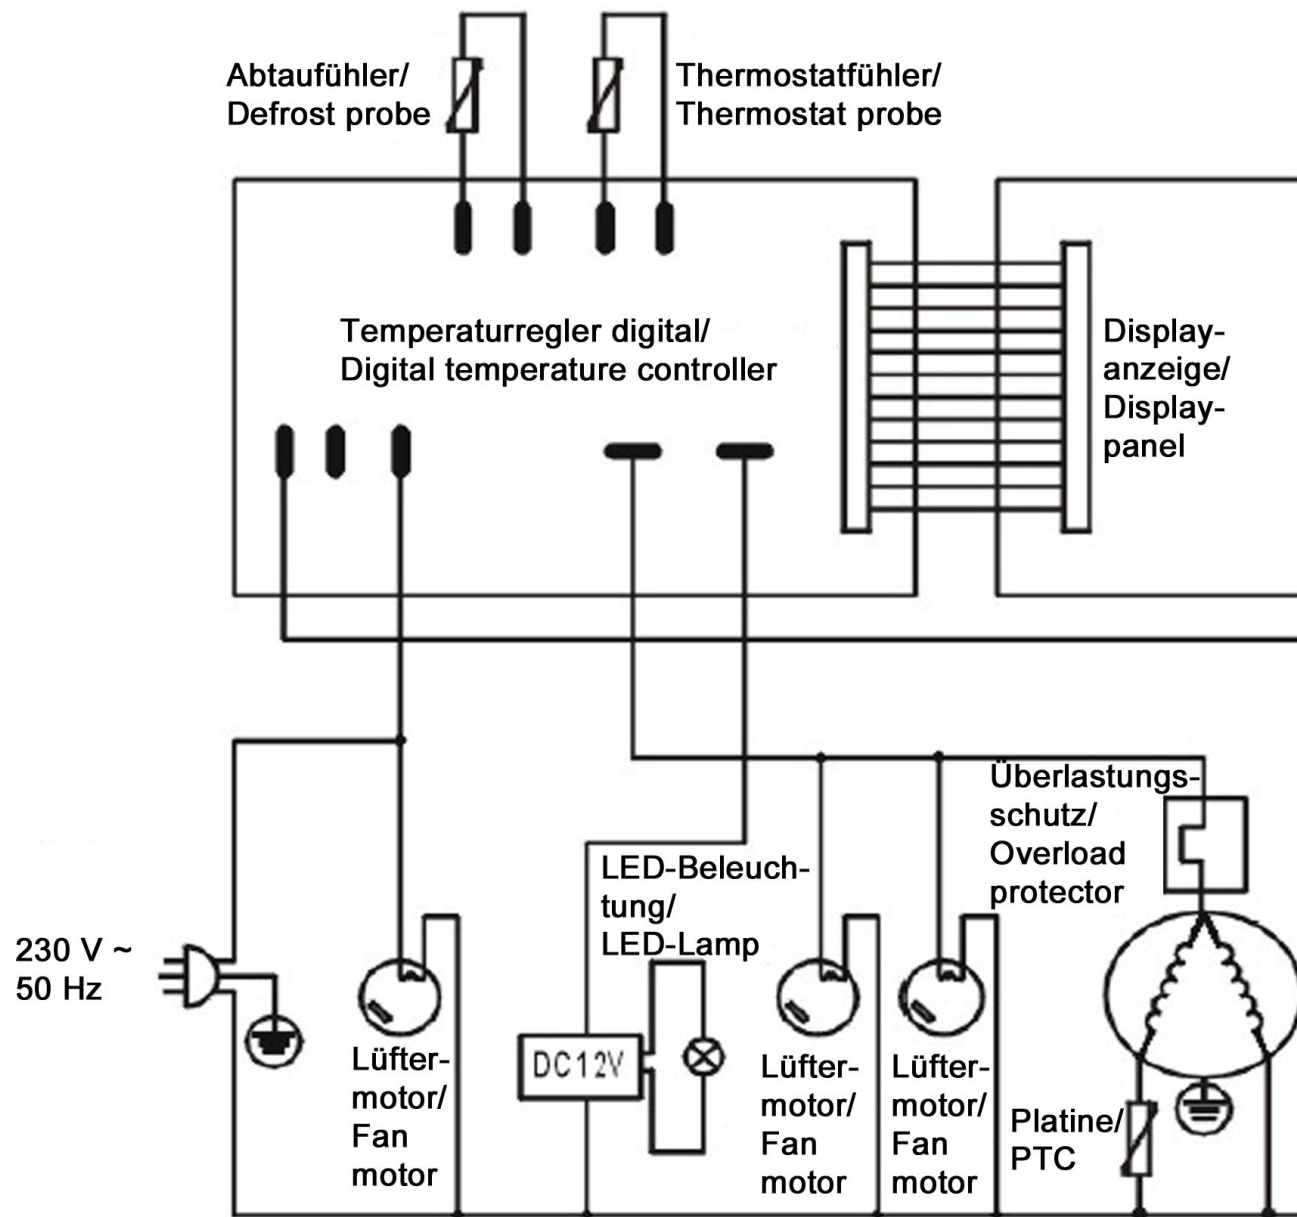 Abtaufühler/
Defrost probe
Thermostatfühler/
Thermostat probe
Temperaturregler digital/
Digital temperature controller
Display-
anzeige/
Display-
panel
Überlastungs-
schutz/
Overload
protector
LED-Beleuch-
tung/
LED-Lamp
230 V ~
50 Hz
DC12V
Lüfter-
motor/
Fan
motor
Lüfter-
motor/
Fan
motor
Lüfter-
motor/
Fan
motor
Platine/
PTC